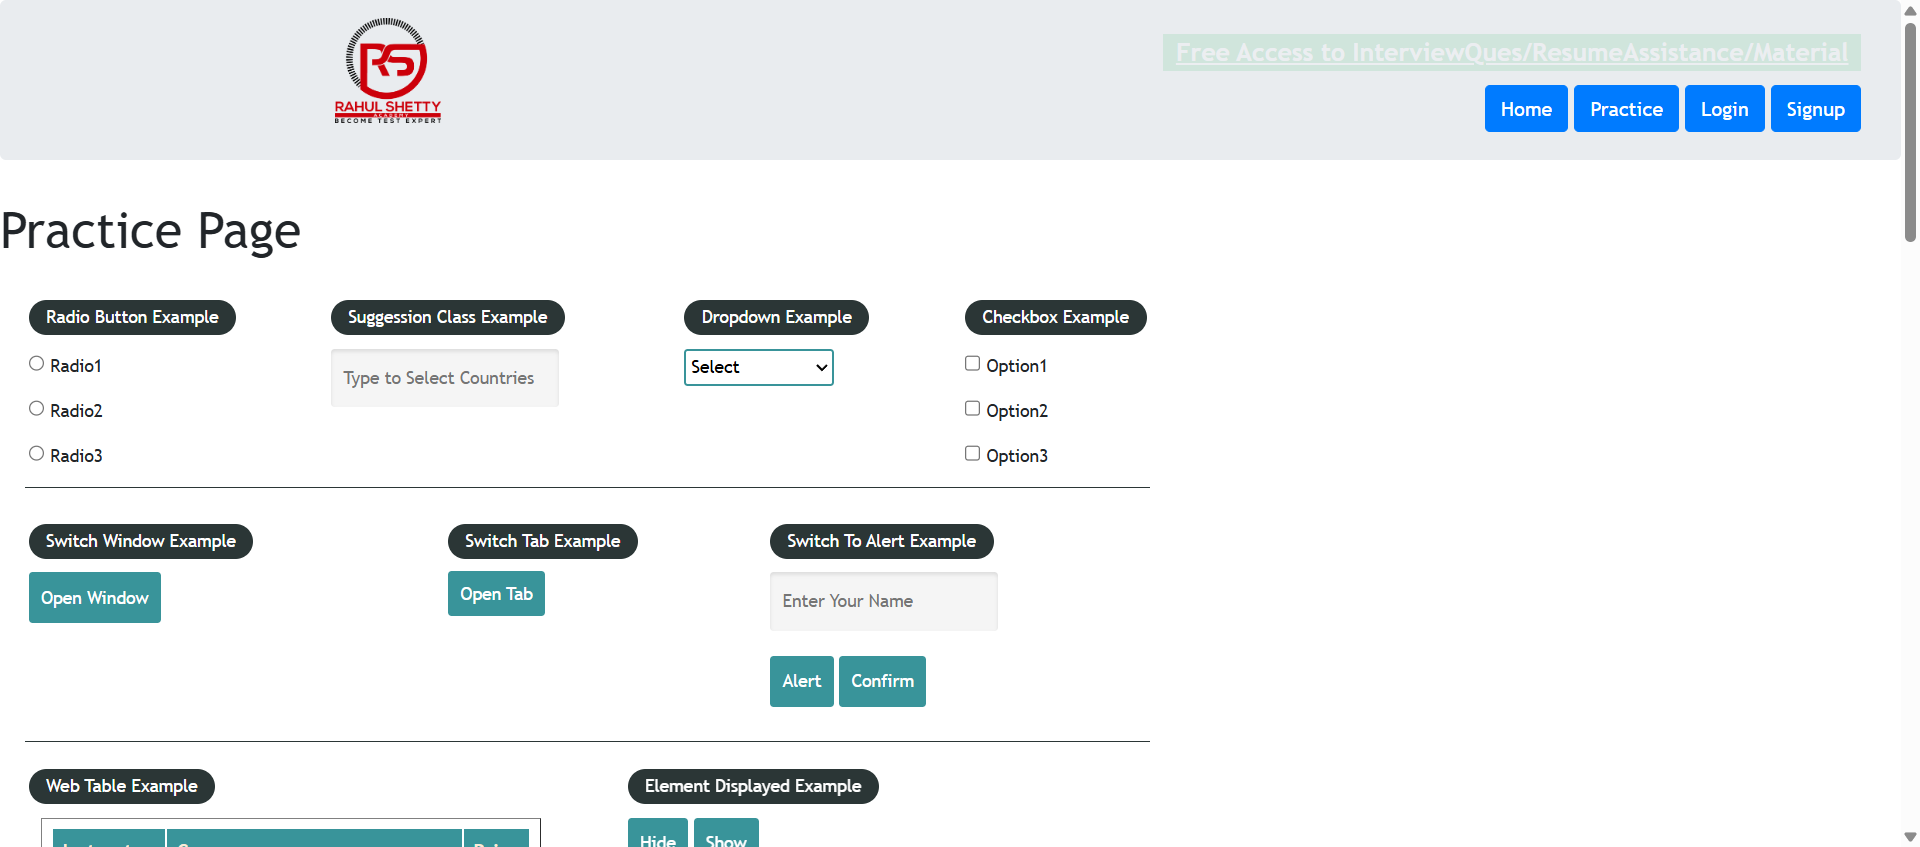 RAHUL SHETTY
ACADEMY
BECOME TEST EXPERT
Free Access to InterviewQues/ResumeAssistance/Material
Home Practice Login Signup
Practice Page
Radio Button Example
Radio1
Radio2
Radio3
Suggession Class Example
Type to Select Countries
Dropdown Example
Select
Checkbox Example
Option1
Option2
Option3
Switch Window Example
Open Window
Switch Tab Example
Open Tab
Switch To Alert Example
Enter Your Name
Alert Confirm
Web Table Example
Element Displayed Example
Hide Show